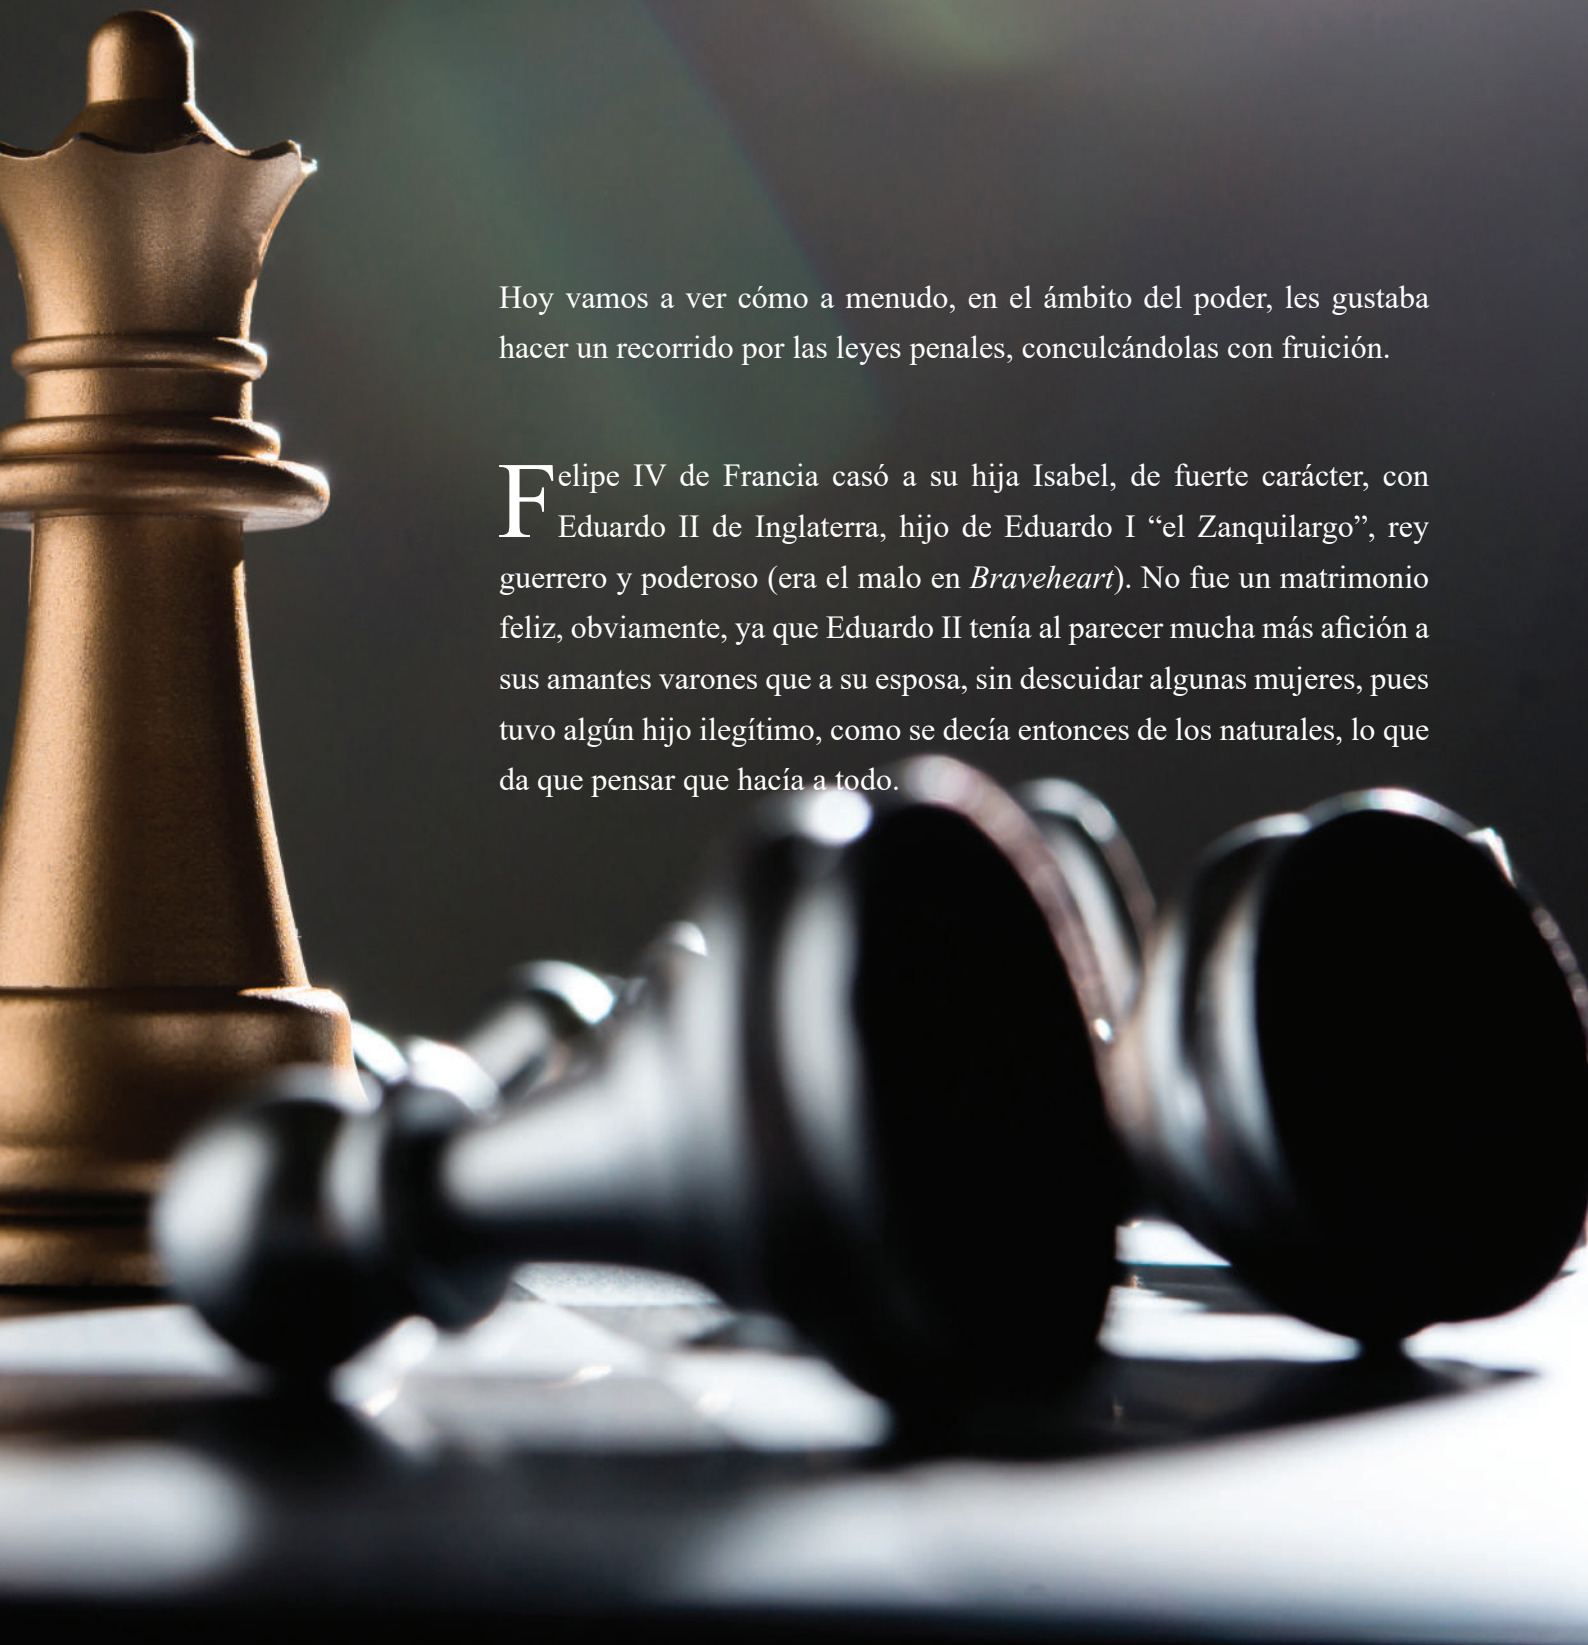 Hoy vamos a ver cómo a menudo, en el ámbito del poder, les gustaba
hacer un recorrido por las leyes penales, conculcándolas con fruición.
Felipe IV de Francia casó a su hija Isabel, de fuerte carácter, con
Eduardo II de Inglaterra, hijo de Eduardo I “el Zanquilargo”, rey
guerrero y poderoso (era el malo en Braveheart). No fue un matrimonio
feliz, obviamente, ya que Eduardo II tenía al parecer mucha más afición a
sus amantes varones que a su esposa, sin descuidar algunas mujeres, pues
tuvo algún hijo ilegítimo, como se decía entonces de los naturales, lo que
da que pensar que hacía a todo.